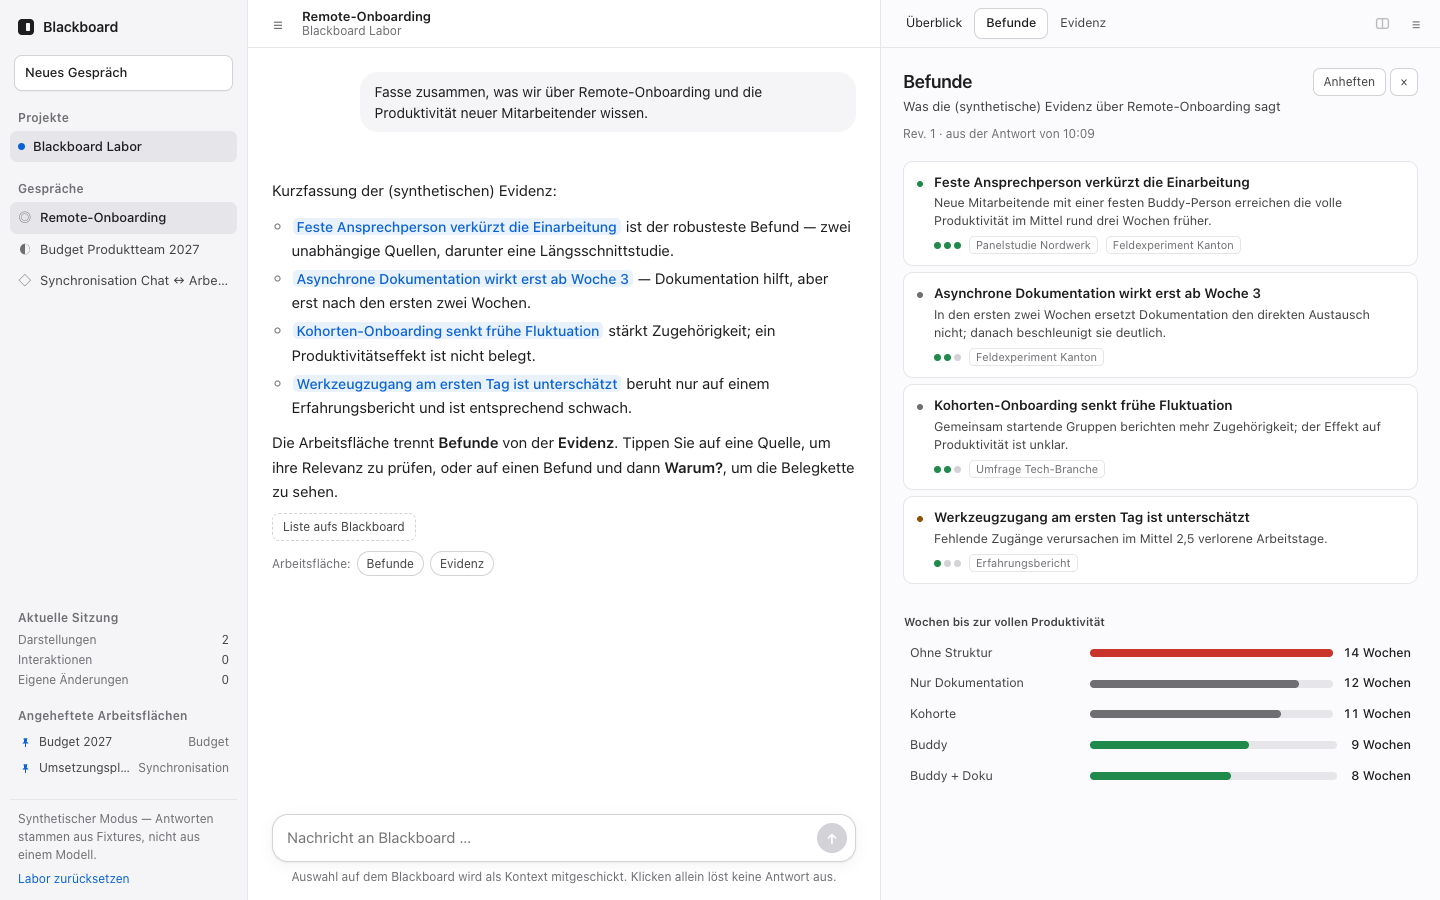 Blackboard
Neues Gespräch
Projekte
Blackboard Labor
Gespräche
Remote-Onboarding
Budget Produktteam 2027
Synchronisation Chat ↔ Arbe...
Aktuelle Sitzung
Darstellungen 2
Interaktionen 0
Eigene Änderungen 0
Angeheftete Arbeitsflächen
Budget 2027 Budget
Umsetzungspl... Synchronisation
Synthetischer Modus — Antworten
stammen aus Fixtures, nicht aus
einem Modell.
Labor zurücksetzen
Remote-Onboarding
Blackboard Labor
Fasse zusammen, was wir über Remote-Onboarding und die
Produktivität neuer Mitarbeitender wissen.
Kurzfassung der (synthetischen) Evidenz:
Feste Ansprechperson verkürzt die Einarbeitung ist der robusteste Befund — zwei
unabhängige Quellen, darunter eine Längsschnittstudie.
Asynchrone Dokumentation wirkt erst ab Woche 3 — Dokumentation hilft, aber
erst nach den ersten zwei Wochen.
Kohorten-Onboarding senkt frühe Fluktuation stärkt Zugehörigkeit; ein
Produktivitätseffekt ist nicht belegt.
Werkzeugzugang am ersten Tag ist unterschätzt beruht nur auf einem
Erfahrungsbericht und ist entsprechend schwach.
Die Arbeitsfläche trennt Befunde von der Evidenz. Tippen Sie auf eine Quelle, um
ihre Relevanz zu prüfen, oder auf einen Befund und dann Warum?, um die Belegkette
zu sehen.
Liste aufs Blackboard
Arbeitsfläche: Befunde Evidenz
Nachricht an Blackboard ...
Auswahl auf dem Blackboard wird als Kontext mitgeschickt. Klicken allein löst keine Antwort aus.
Überblick Befunde Evidenz
Befunde
Anheften ×
Was die (synthetische) Evidenz über Remote-Onboarding sagt
Rev. 1 · aus der Antwort von 10:09
Feste Ansprechperson verkürzt die Einarbeitung
Neue Mitarbeitende mit einer festen Buddy-Person erreichen die volle
Produktivität im Mittel rund drei Wochen früher.
Panelstudie Nordwerk Feldexperiment Kanton
Asynchrone Dokumentation wirkt erst ab Woche 3
In den ersten zwei Wochen ersetzt Dokumentation den direkten Austausch
nicht; danach beschleunigt sie deutlich.
Feldexperiment Kanton
Kohorten-Onboarding senkt frühe Fluktuation
Gemeinsam startende Gruppen berichten mehr Zugehörigkeit; der Effekt auf
Produktivität ist unklar.
Umfrage Tech-Branche
Werkzeugzugang am ersten Tag ist unterschätzt
Fehlende Zugänge verursachen im Mittel 2,5 verlorene Arbeitstage.
Erfahrungsbericht
Wochen bis zur vollen Produktivität
Ohne Struktur 14 Wochen
Nur Dokumentation 12 Wochen
Kohorte 11 Wochen
Buddy 9 Wochen
Buddy + Doku 8 Wochen